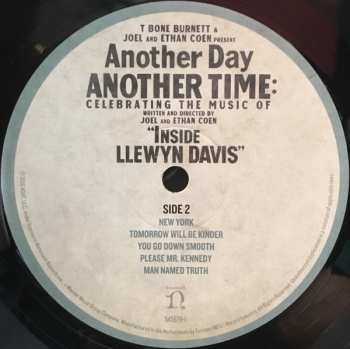 T BONE BURNETT &
JOEL AND ETHAN COEN PRESENT
Another Day
ANOTHER TIME:
CELEBRATING THE MUSIC OF
WRITTEN AND DIRECTED BY
JOEL AND ETHAN COEN
"INSIDE
LLEWYN DAVIS"
SIDE 2
NEW YORK
TOMORROW WILL BE KINDER
YOU GO DOWN SMOOTH
PLEASE MR. KENNEDY
MAN NAMED TRUTH